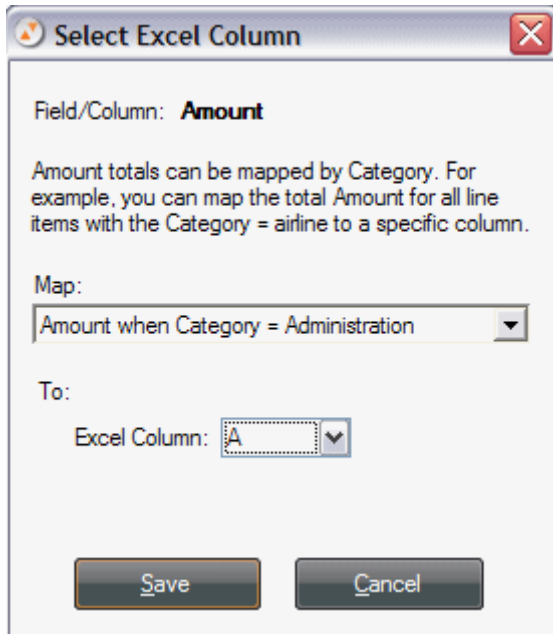 Select Excel Column
Field/Column: Amount
Amount totals can be mapped by Category. For
example, you can map the total Amount for all line
items with the Category = airline to a specific column.
Map:
Amount when Category = Administration
To:
Excel Column: A
Save Cancel